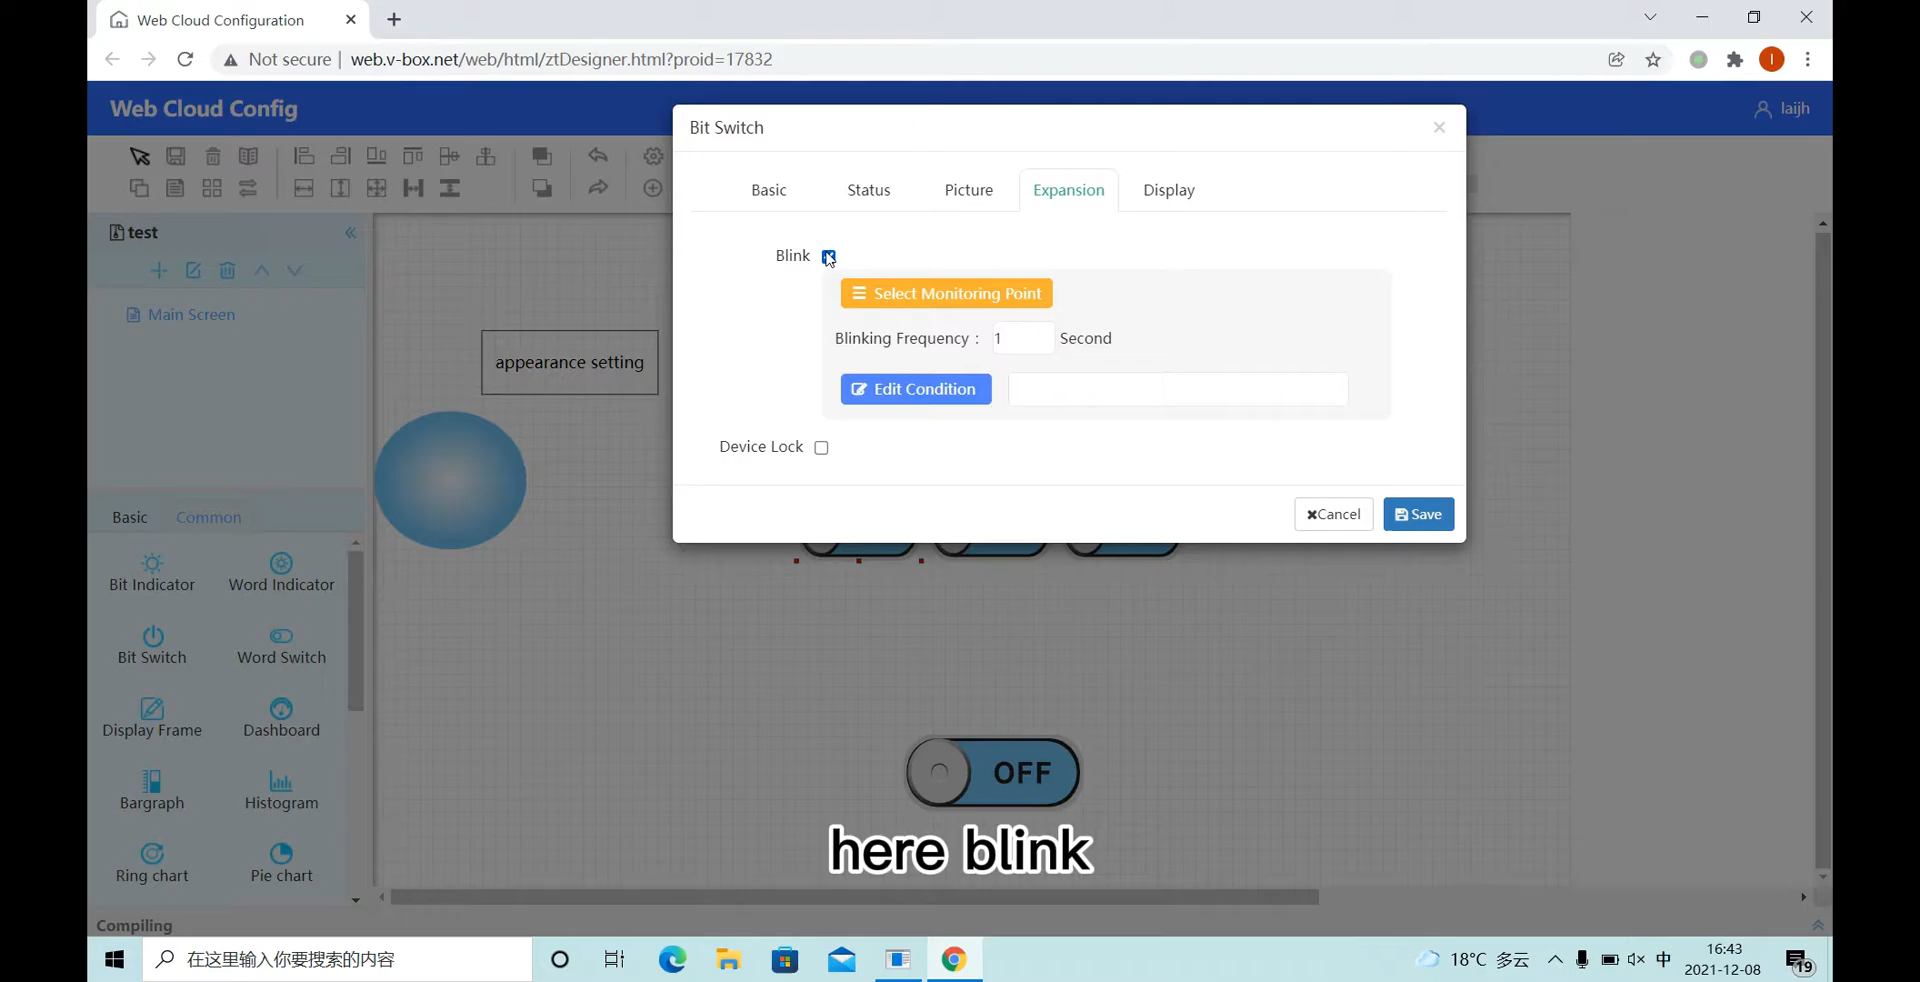 Web Cloud Configuration
Not secure
web.v-box.net/web/html/ztDesigner.html?proid=17832
I
Web Cloud Config
laijh
Bit Switch
Basic
Status
Picture
Expansion
Display
Blink
Select Monitoring Point
Blinking Frequency :
1
Second
Edit Condition
Device Lock
Cancel
Save
test
Main Screen
appearance setting
Basic
Common
Bit Indicator
Word Indicator
Bit Switch
Word Switch
Display Frame
Dashboard
Bargraph
Histogram
Ring chart
Pie chart
OFF
here blink
Compiling
在这里输入你要搜索的内容
18°C 多云
中
16:43
2021-12-08
19